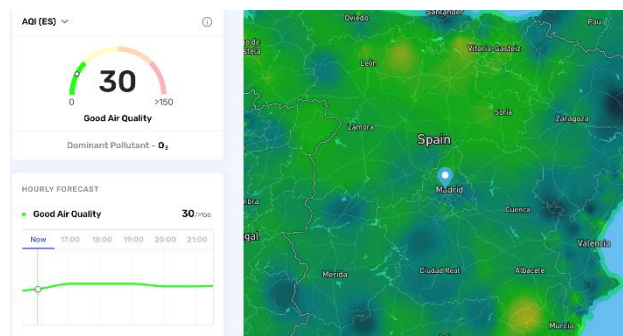 AQI (ES)
30
0
>150
Good Air Quality
Dominant Pollutant - O₃
HOURLY FORECAST
Good Air Quality
30/>150
Now 17:00 18:00 19:00 20:00 21:00
Oviedo
Santander
Pau
Vitoria-Gasteiz
León
Soria
Zaragoza
Zamora
Spain
Madrid
Cuenca
Valencia
Mérida
Ciudad Real
Albacete
Murcia